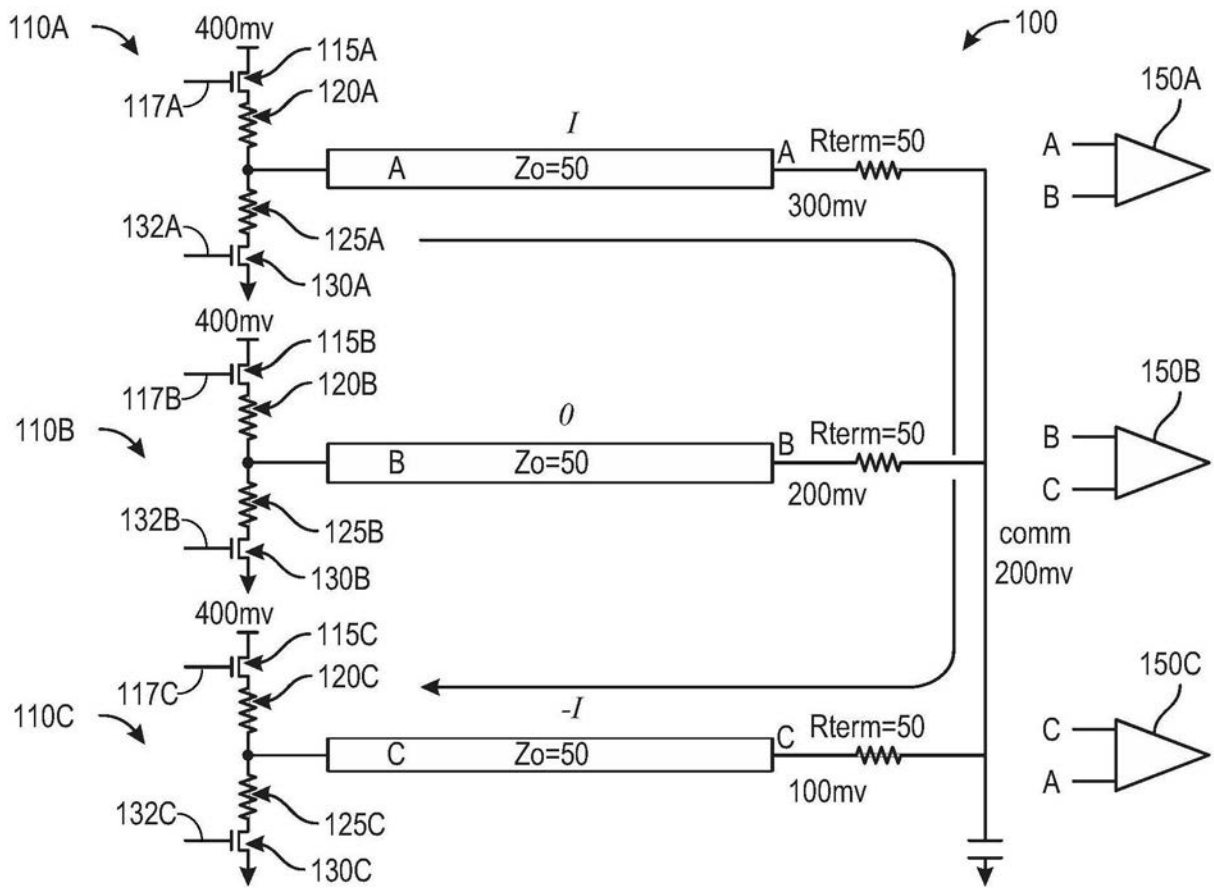 110A
400mv
115A
100
117A
120A
150A
I
A
Zo=50
A
Rterm=50
A
B
300mv
132A
125A
130A
400mv
115B
117B
120B
150B
110B
0
B
Zo=50
B
Rterm=50
B
C
200mv
132B
125B
comm
200mv
130B
400mv
115C
117C
120C
150C
110C
-I
C
Zo=50
C
Rterm=50
C
A
100mv
132C
125C
130C